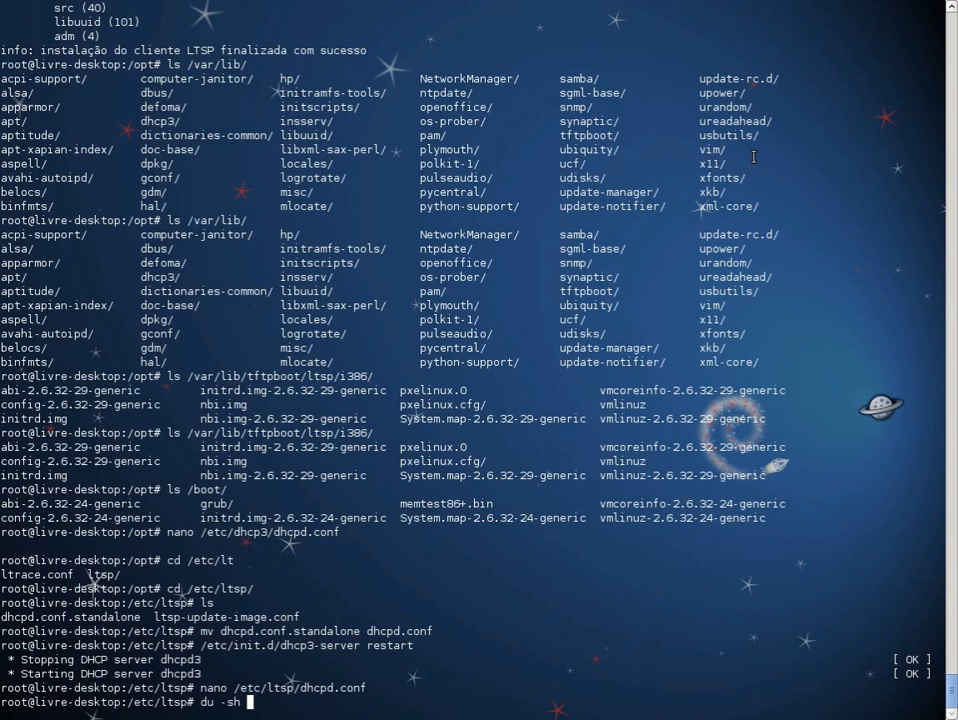 src (40)
libuuid (101)
adm (4)
info: instalação do cliente LTSP finalizada com sucesso
root@livre-desktop:/opt# ls /var/lib/
acpi-support/ computer-janitor/ hp/ NetworkManager/ samba/ update-rc.d/
alsa/ dbus/ initramfs-tools/ ntpdate/ sgml-base/ upower/
apparmor/ defoma/ initscripts/ openoffice/ snmp/ urandom/
apt/ dhcp3/ insserv/ os-prober/ synaptic/ ureadahead/
aptitude/ dictionaries-common/ libuuid/ pam/ tftpboot/ usbutils/
apt-xapian-index/ doc-base/ libxml-sax-perl/ plymouth/ ubiquity/ vim/
aspell/ dpkg/ locales/ polkit-1/ ucf/ x11/
avahi-autoipd/ gconf/ logrotate/ pulseaudio/ udisks/ xfonts/
belocs/ gdm/ misc/ pycentral/ update-manager/ xkb/
binfmts/ hal/ mlocate/ python-support/ update-notifier/ xml-core/
root@livre-desktop:/opt# ls /var/lib/
acpi-support/ computer-janitor/ hp/ NetworkManager/ samba/ update-rc.d/
alsa/ dbus/ initramfs-tools/ ntpdate/ sgml-base/ upower/
apparmor/ defoma/ initscripts/ openoffice/ snmp/ urandom/
apt/ dhcp3/ insserv/ os-prober/ synaptic/ ureadahead/
aptitude/ dictionaries-common/ libuuid/ pam/ tftpboot/ usbutils/
apt-xapian-index/ doc-base/ libxml-sax-perl/ plymouth/ ubiquity/ vim/
aspell/ dpkg/ locales/ polkit-1/ ucf/ x11/
avahi-autoipd/ gconf/ logrotate/ pulseaudio/ udisks/ xfonts/
belocs/ gdm/ misc/ pycentral/ update-manager/ xkb/
binfmts/ hal/ mlocate/ python-support/ update-notifier/ xml-core/
root@livre-desktop:/opt# ls /var/lib/tftpboot/ltsp/i386/
abi-2.6.32-29-generic initrd.img-2.6.32-29-generic pxelinux.0 vmcoreinfo-2.6.32-29-generic
config-2.6.32-29-generic nbi.img pxelinux.cfg/ vmlinuz
initrd.img nbi.img-2.6.32-29-generic System.map-2.6.32-29-generic vmlinuz-2.6.32-29-generic
root@livre-desktop:/opt# ls /var/lib/tftpboot/ltsp/i386/
abi-2.6.32-29-generic initrd.img-2.6.32-29-generic pxelinux.0 vmcoreinfo-2.6.32-29-generic
config-2.6.32-29-generic nbi.img pxelinux.cfg/ vmlinuz
initrd.img nbi.img-2.6.32-29-generic System.map-2.6.32-29-generic vmlinuz-2.6.32-29-generic
root@livre-desktop:/opt# ls /boot/
abi-2.6.32-24-generic grub/ memtest86+.bin vmcoreinfo-2.6.32-24-generic
config-2.6.32-24-generic initrd.img-2.6.32-24-generic System.map-2.6.32-24-generic vmlinuz-2.6.32-24-generic
root@livre-desktop:/opt# nano /etc/dhcp3/dhcpd.conf
root@livre-desktop:/opt# cd /etc/lt
ltrace.conf ltsp/
root@livre-desktop:/opt# cd /etc/ltsp/
root@livre-desktop:/etc/ltsp# ls
dhcpd.conf.standalone ltsp-update-image.conf
root@livre-desktop:/etc/ltsp# mv dhcpd.conf.standalone dhcpd.conf
root@livre-desktop:/etc/ltsp# /etc/init.d/dhcp3-server restart
* Stopping DHCP server dhcpd3 [ OK ]
* Starting DHCP server dhcpd3 [ OK ]
root@livre-desktop:/etc/ltsp# nano /etc/ltsp/dhcpd.conf
root@livre-desktop:/etc/ltsp# du -sh